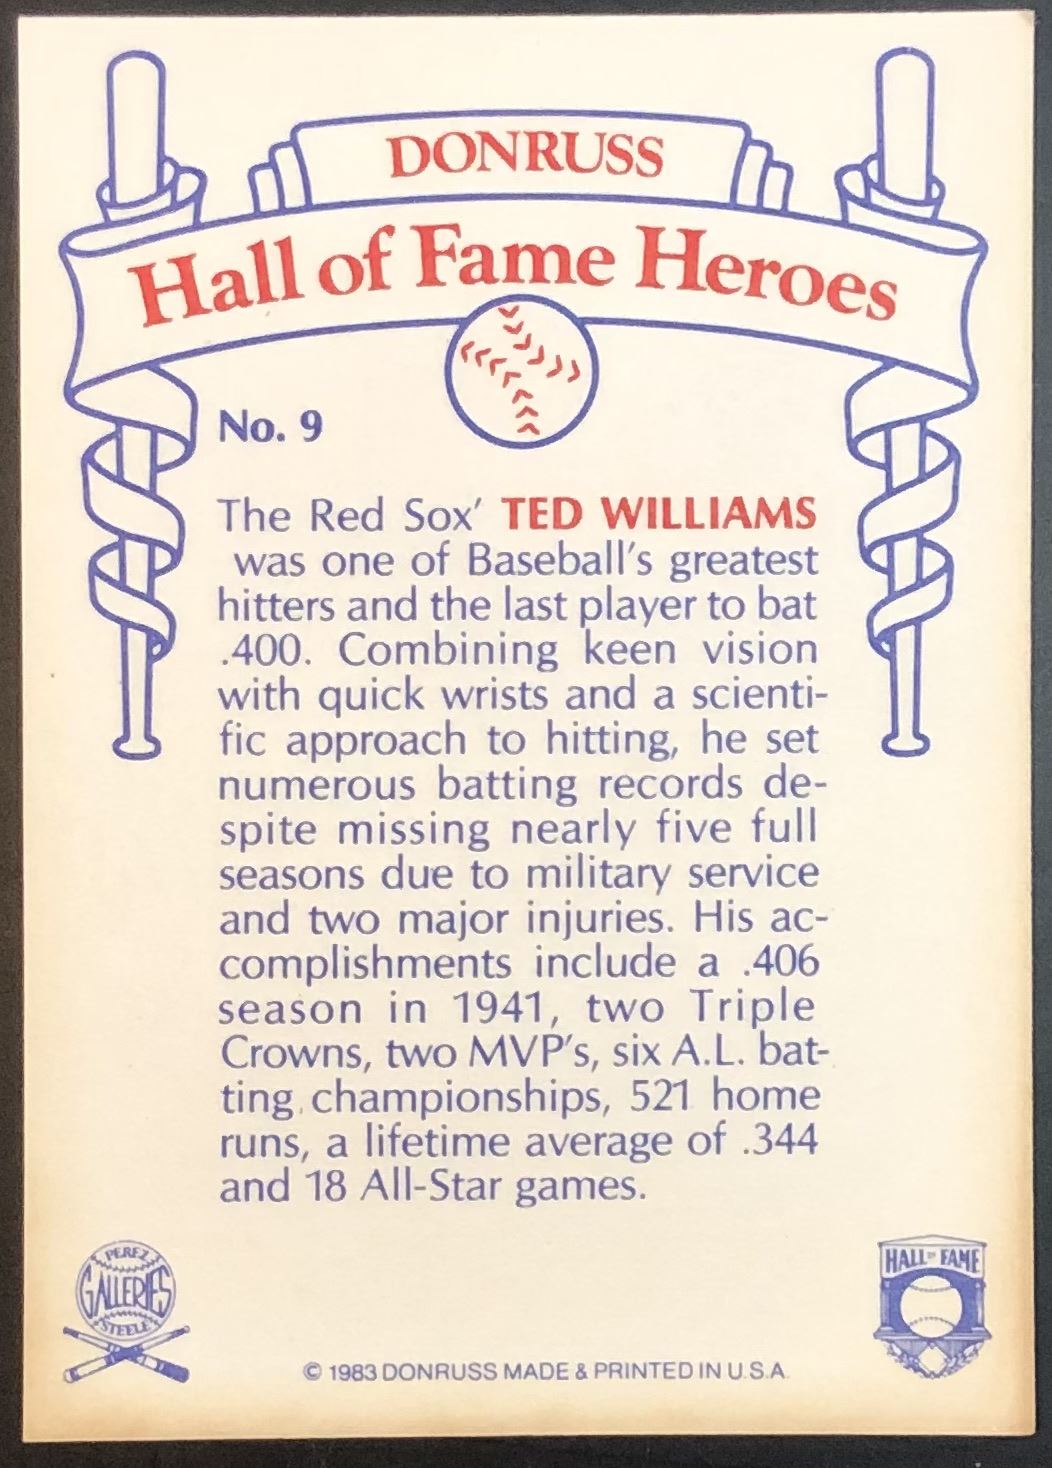 DONRUSS
Hall of Fame Heroes
No. 9
The Red Sox' TED WILLIAMS
was one of Baseball's greatest
hitters and the last player to bat
.400. Combining keen vision
with quick wrists and a scienti-
fic approach to hitting, he set
numerous batting records de-
spite missing nearly five full
seasons due to military service
and two major injuries. His ac-
complishments include a .406
season in 1941, two Triple
Crowns, two MVP's, six A.L. bat-
ting championships, 521 home
runs, a lifetime average of .344
and 18 All-Star games.
PEREZ
GALLERIES
STEELE
HALL OF FAME
© 1983 DONRUSS MADE & PRINTED IN U.S.A.